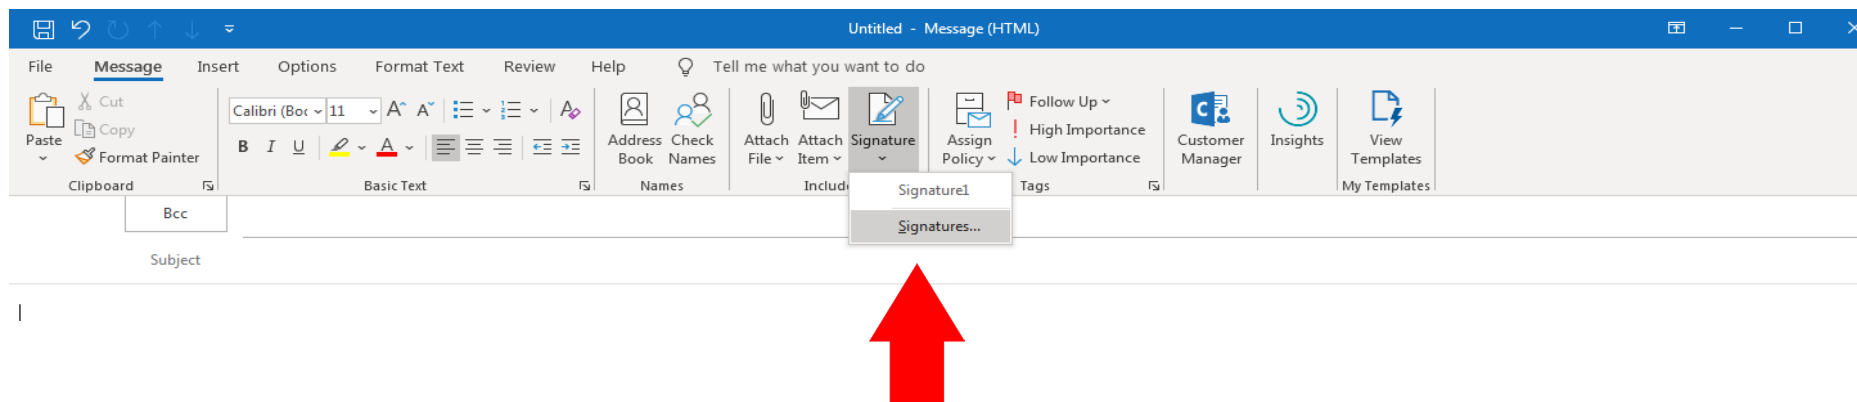 Untitled - Message (HTML)
File Message Insert Options Format Text Review Help Tell me what you want to do
Paste
Cut
Copy
Format Painter
Clipboard
Calibri (Boc 11
B I U
Basic Text
Address Book
Check Names
Names
Attach File
Attach Item
Signature
Includ
Signature1
Signatures...
Assign Policy
Follow Up
High Importance
Low Importance
Tags
Customer Manager
Insights
View Templates
My Templates
Bcc
Subject